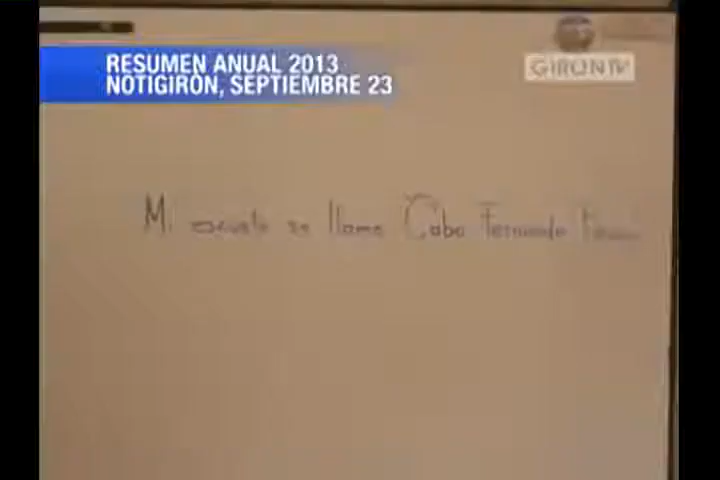 RESUMEN ANUAL 2013
NOTIGIRON, SEPTIEMBRE 23
GIRONTV
Mi escuela se llama Cabo Fernando